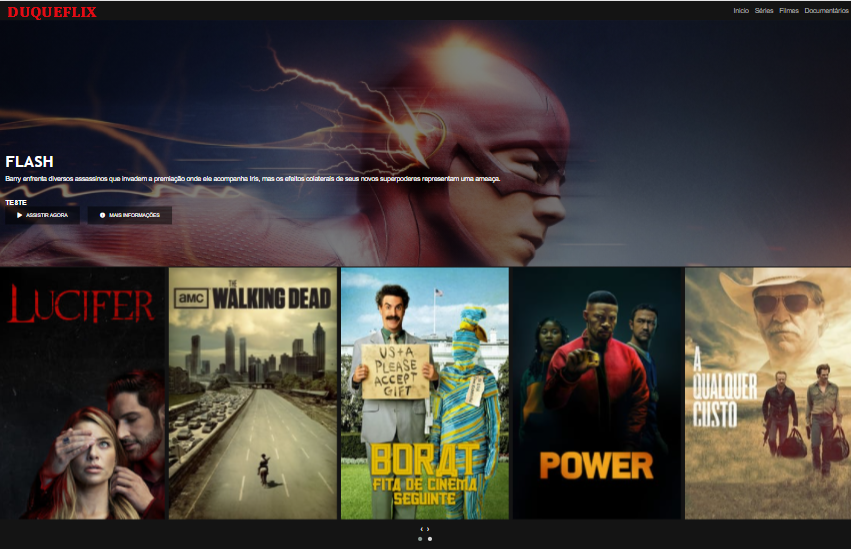 DUQUEFLIX
Inicio Séries Filmes Documentários
FLASH
Barry enfrenta diversos assassinos que invadem a premiação onde ele acompanha Iris, mas os efeitos colaterais de seus novos superpoderes representam uma ameaça.
TESTE
ASSISTIR AGORA
MAIS INFORMAÇÕES
LUCIFER
AMC
THE
WALKING DEAD
US+A
PLEASE
ACCEPT
GIFT
BORAT
FITA DE CINEMA
SEGUINTE
POWER
A
QUALQUER
CUSTO